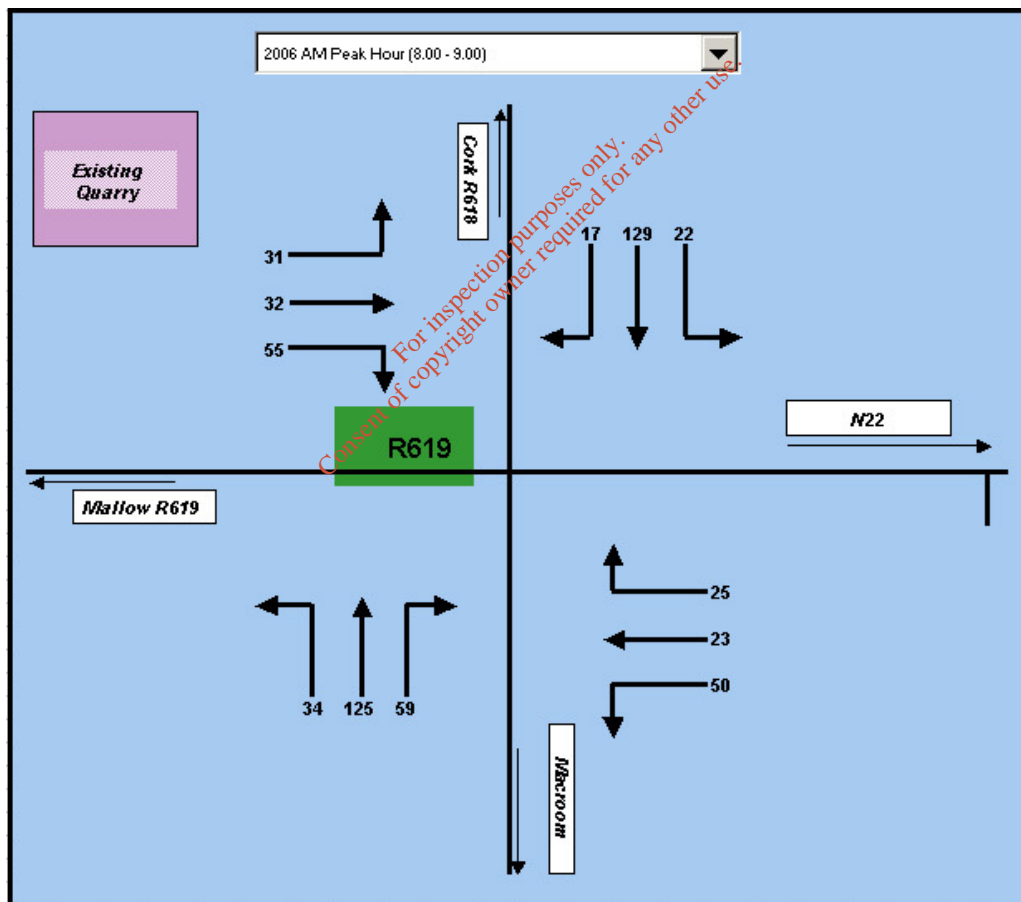 2006 AM Peak Hour (8.00 - 9.00)
Existing
Quarry
Cork R618
For inspection purposes only.
Consent of copyright owner required for any other use.
31
32
55
17 129 22
R619
N22
Mallow R619
34 125 59
25
23
50
Macroom